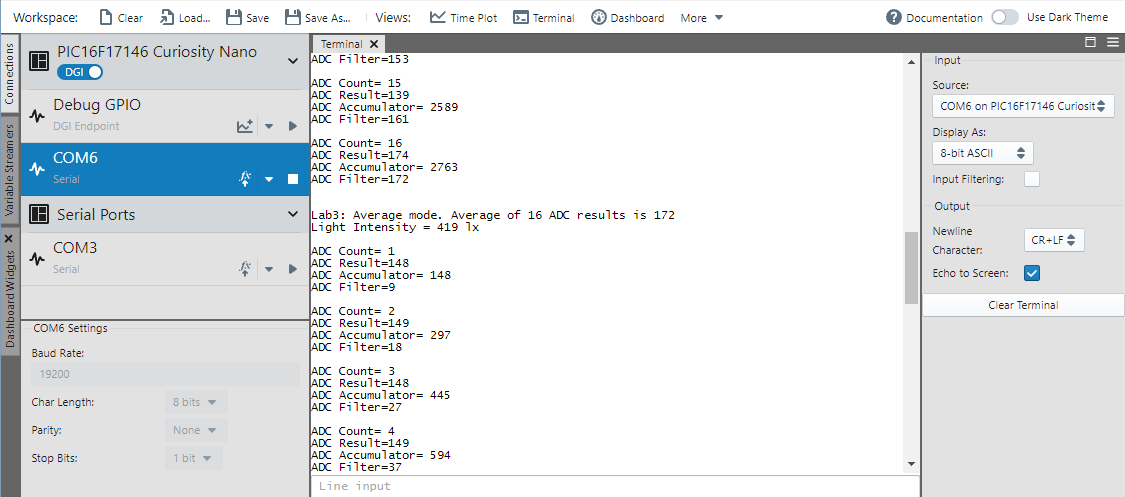 Workspace: Clear Load... Save Save As... Views: Time Plot Terminal Dashboard More Documentation Use Dark Theme
Connections
Variable Streamers
Dashboard Widgets
PIC16F17146 Curiosity Nano
DGI
Debug GPIO
DGI Endpoint
COM6
Serial
Serial Ports
COM3
Serial
COM6 Settings
Baud Rate:
19200
Char Length: 8 bits
Parity: None
Stop Bits: 1 bit
Terminal
ADC Filter=153
ADC Count= 15
ADC Result=139
ADC Accumulator= 2589
ADC Filter=161
ADC Count= 16
ADC Result=174
ADC Accumulator= 2763
ADC Filter=172
Lab3: Average mode. Average of 16 ADC results is 172
Light Intensity = 419 lx
ADC Count= 1
ADC Result=148
ADC Accumulator= 148
ADC Filter=9
ADC Count= 2
ADC Result=149
ADC Accumulator= 297
ADC Filter=18
ADC Count= 3
ADC Result=148
ADC Accumulator= 445
ADC Filter=27
ADC Count= 4
ADC Result=149
ADC Accumulator= 594
ADC Filter=37
Line input
Input
Source:
COM6 on PIC16F17146 Curiosit
Display As:
8-bit ASCII
Input Filtering:
Output
Newline
Character:
CR+LF
Echo to Screen:
Clear Terminal